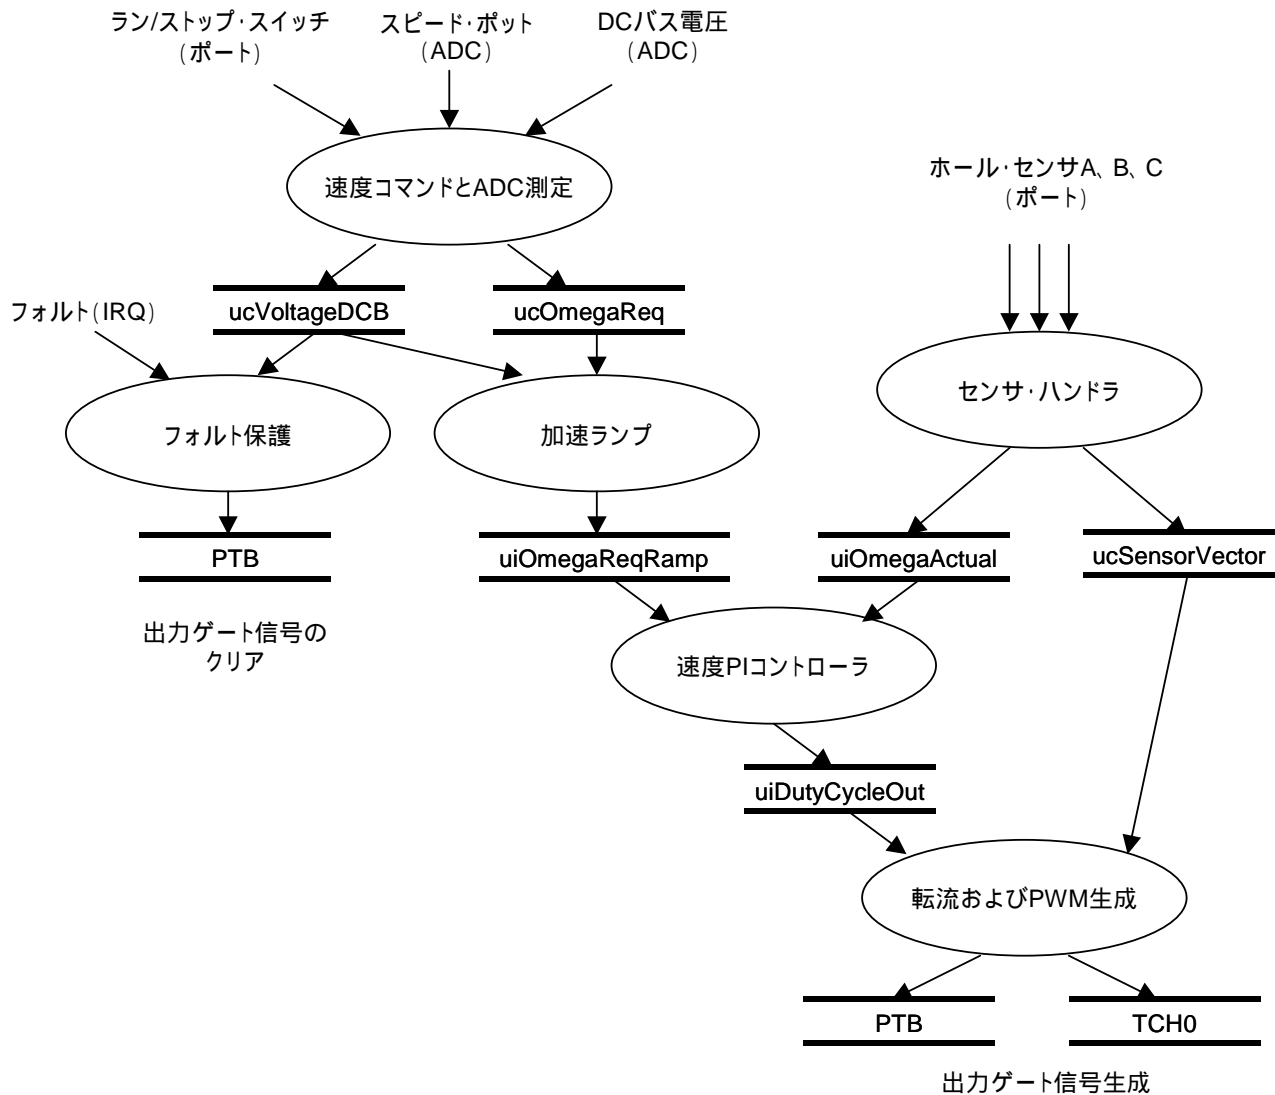 ラン/ストップ・スイッチ
(ポート)
スピード・ポット
(ADC)
DCバス電圧
(ADC)
速度コマンドとADC測定
ホール・センサA、B、C
(ポート)
フォルト(IRQ)
ucVoltageDCB
ucOmegaReq
センサ・ハンドラ
フォルト保護
加速ランプ
PTB
uiOmegaReqRamp
uiOmegaActual
ucSensorVector
出力ゲート信号の
クリア
速度PIコントローラ
uiDutyCycleOut
転流およびPWM生成
PTB
TCH0
出力ゲート信号生成